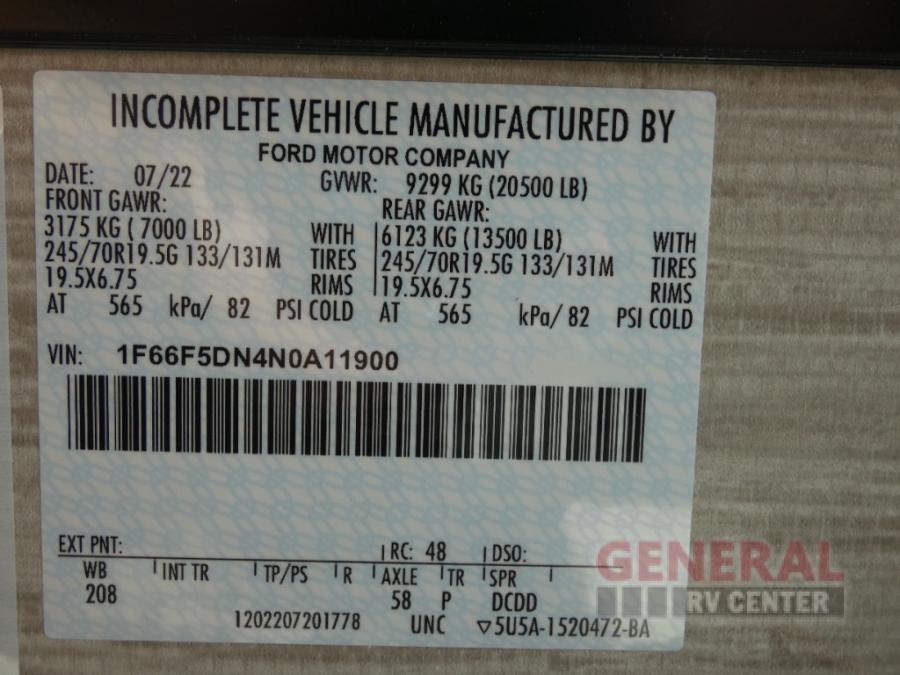 INCOMPLETE VEHICLE MANUFACTURED BY
FORD MOTOR COMPANY
DATE: 07/22 GVWR: 9299 KG (20500 LB)
FRONT GAWR: REAR GAWR:
3175 KG ( 7000 LB) WITH 6123 KG (13500 LB) WITH
245/70R19.5G 133/131M TIRES 245/70R19.5G 133/131M TIRES
19.5X6.75 RIMS 19.5X6.75 RIMS
AT 565 kPa/ 82 PSI COLD AT 565 kPa/ 82 PSI COLD
VIN: 1F66F5DN4N0A11900
EXT PNT: RC: 48 DSO:
WB INT TR TP/PS R AXLE TR SPR
208 58 P DCDD
1202207201778 UNC ▽5U5A-1520472-BA
GENERAL
RV CENTER